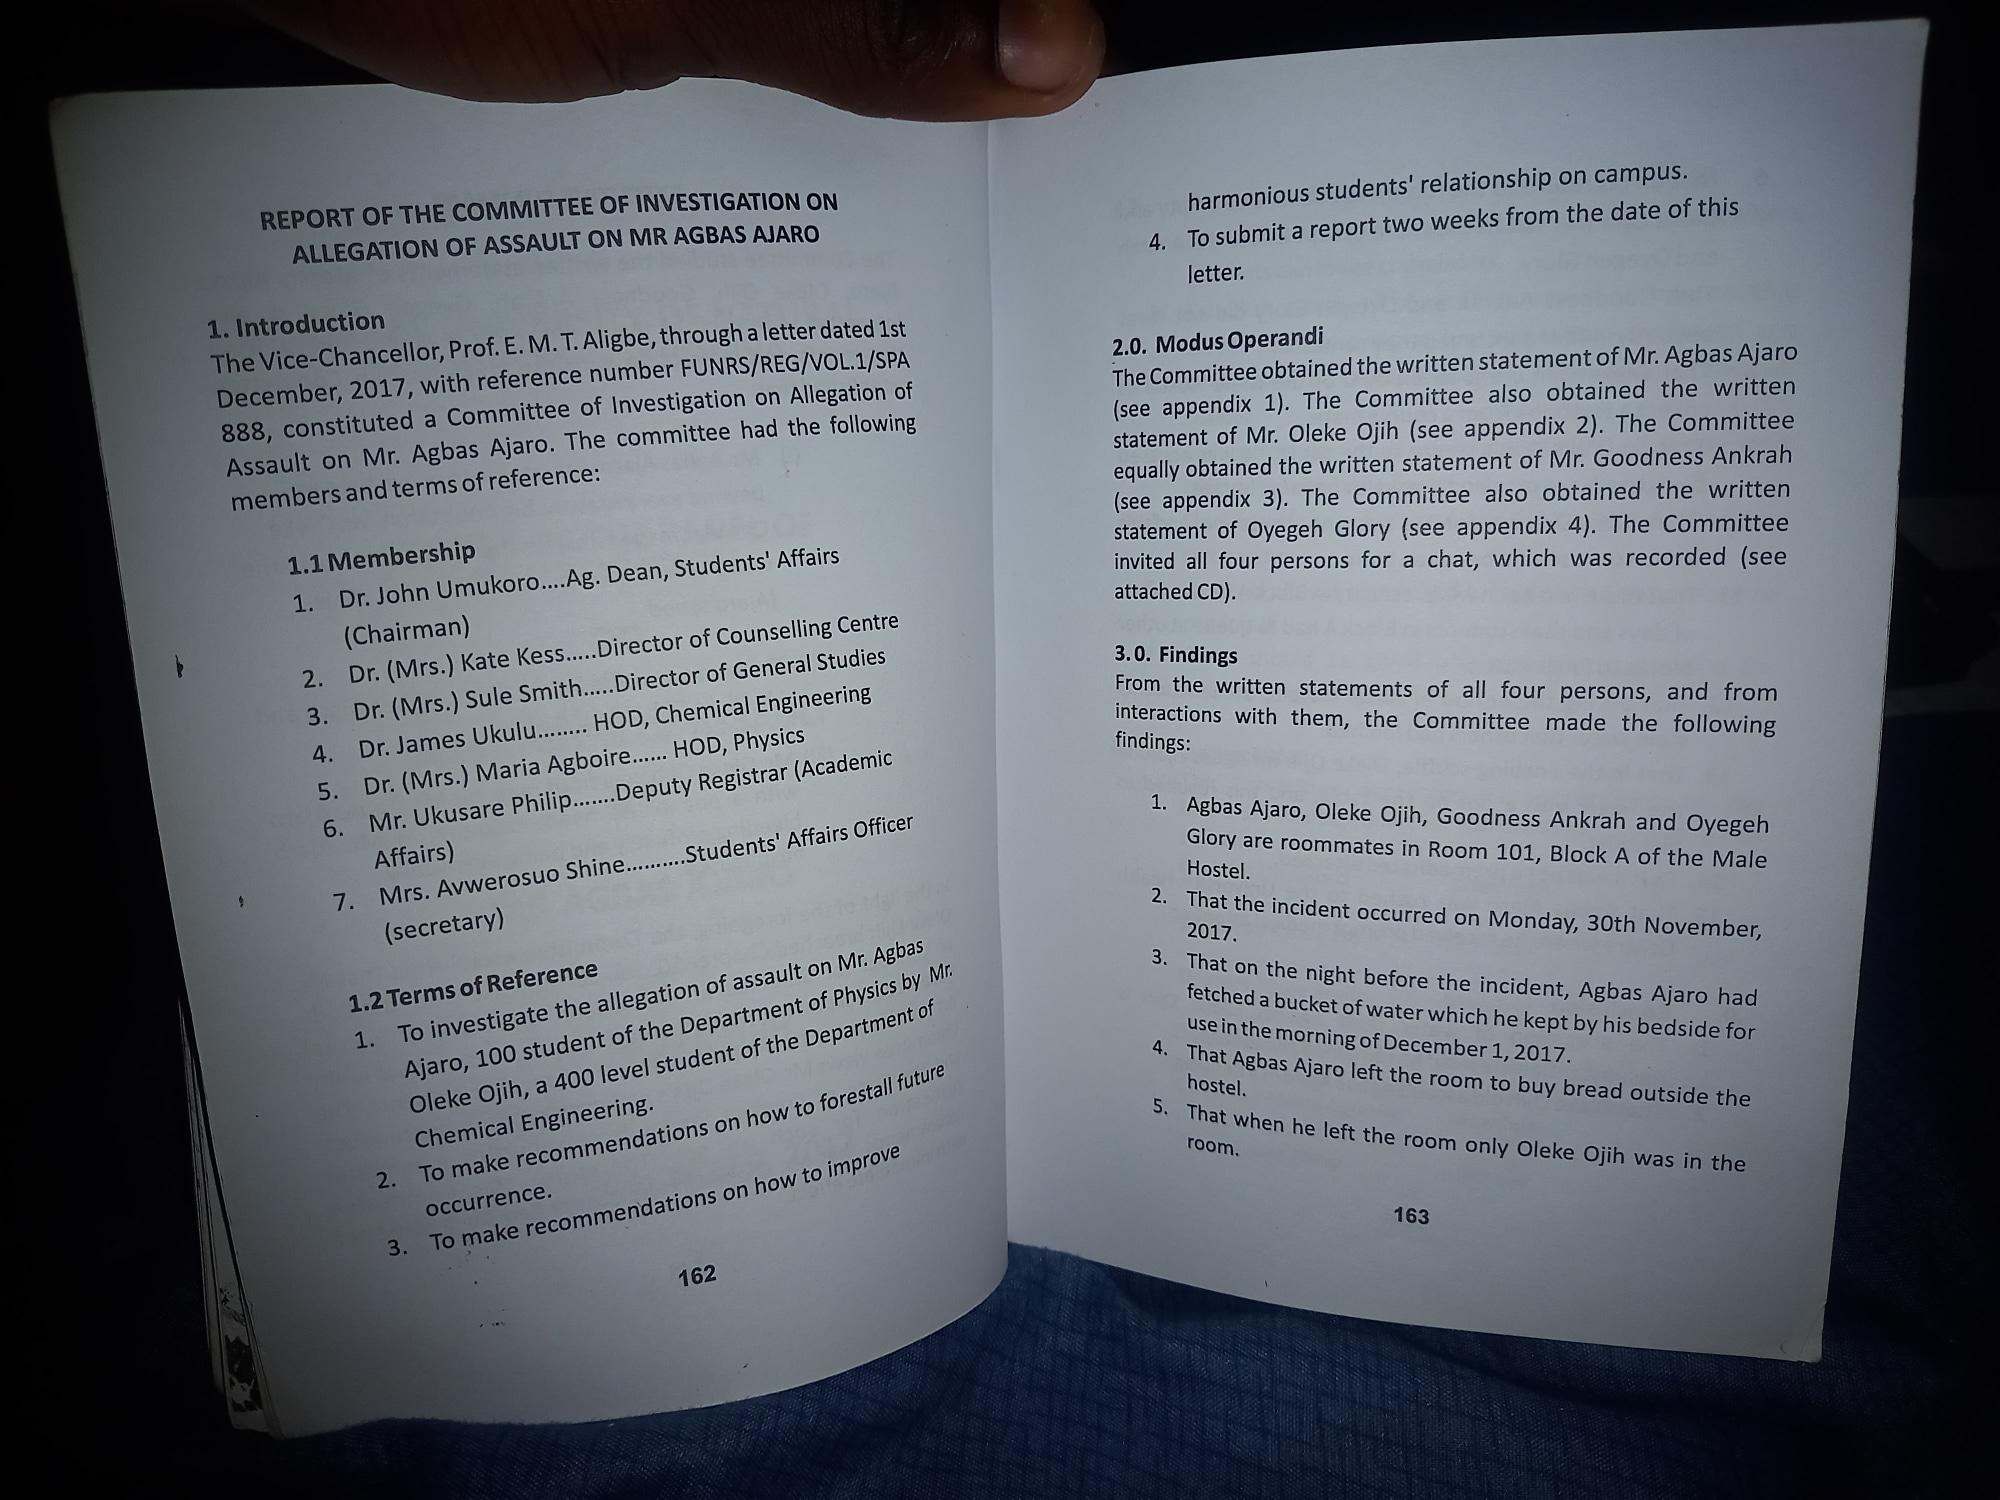 REPORT OF THE COMMITTEE OF INVESTIGATION ON
ALLEGATION OF ASSAULT ON MR AGBAS AJARO
1. Introduction
The Vice-Chancellor, Prof. E. M. T. Aligbe, through a letter dated 1st
December, 2017, with reference number FUNRS/REG/VOL.1/SPA
888, constituted a Committee of Investigation on Allegation of
Assault on Mr. Agbas Ajaro. The committee had the following
members and terms of reference:
1.1 Membership
1. Dr. John Umukoro....Ag. Dean, Students' Affairs
(Chairman)
2. Dr. (Mrs.) Kate Kess.....Director of Counselling Centre
3. Dr. (Mrs.) Sule Smith.....Director of General Studies
4. Dr. James Ukulu........ HOD, Chemical Engineering
5. Dr. (Mrs.) Maria Agboire...... HOD, Physics
6. Mr. Ukusare Philip.......Deputy Registrar (Academic
Affairs)
7. Mrs. Avwerosuo Shine..........Students' Affairs Officer
(secretary)
1.2 Terms of Reference
1. To investigate the allegation of assault on Mr. Agbas
Ajaro, 100 student of the Department of Physics by Mr.
Oleke Ojih, a 400 level student of the Department of
Chemical Engineering.
2. To make recommendations on how to forestall future
occurrence.
3. To make recommendations on how to improve
162
harmonious students' relationship on campus.
4. To submit a report two weeks from the date of this
letter.
2.0. Modus Operandi
The Committee obtained the written statement of Mr. Agbas Ajaro
(see appendix 1). The Committee also obtained the written
statement of Mr. Oleke Ojih (see appendix 2). The Committee
equally obtained the written statement of Mr. Goodness Ankrah
(see appendix 3). The Committee also obtained the written
statement of Oyegeh Glory (see appendix 4). The Committee
invited all four persons for a chat, which was recorded (see
attached CD).
3.0. Findings
From the written statements of all four persons, and from
interactions with them, the Committee made the following
findings:
1. Agbas Ajaro, Oleke Ojih, Goodness Ankrah and Oyegeh
Glory are roommates in Room 101, Block A of the Male
Hostel.
2. That the incident occurred on Monday, 30th November,
2017.
3. That on the night before the incident, Agbas Ajaro had
fetched a bucket of water which he kept by his bedside for
use in the morning of December 1, 2017.
4. That Agbas Ajaro left the room to buy bread outside the
hostel.
5. That when he left the room only Oleke Ojih was in the
room.
163